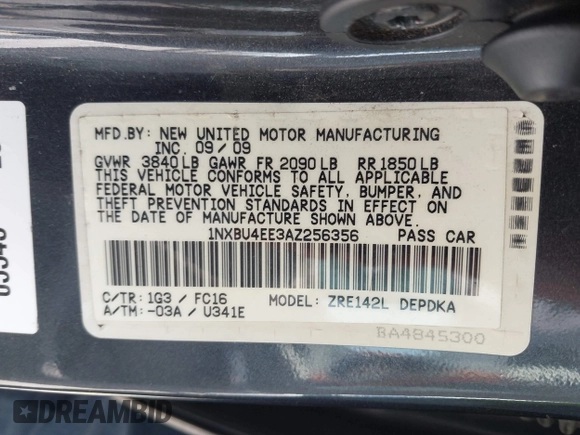 MFD.BY: NEW UNITED MOTOR MANUFACTURING
INC. 09/09
GVWR 3840LB GAWR FR 2090LB RR 1850LB
THIS VEHICLE CONFORMS TO ALL APPLICABLE
FEDERAL MOTOR VEHICLE SAFETY, BUMPER, AND
THEFT PREVENTION STANDARDS IN EFFECT ON
THE DATE OF MANUFACTURE SHOWN ABOVE.
1NXBU4EE3AZ256356 PASS CAR
C/TR: 1G3 / FC16 MODEL: ZRE142L DEPDKA
A/TM: -03A / U341E
BA4845300
DREAMBID